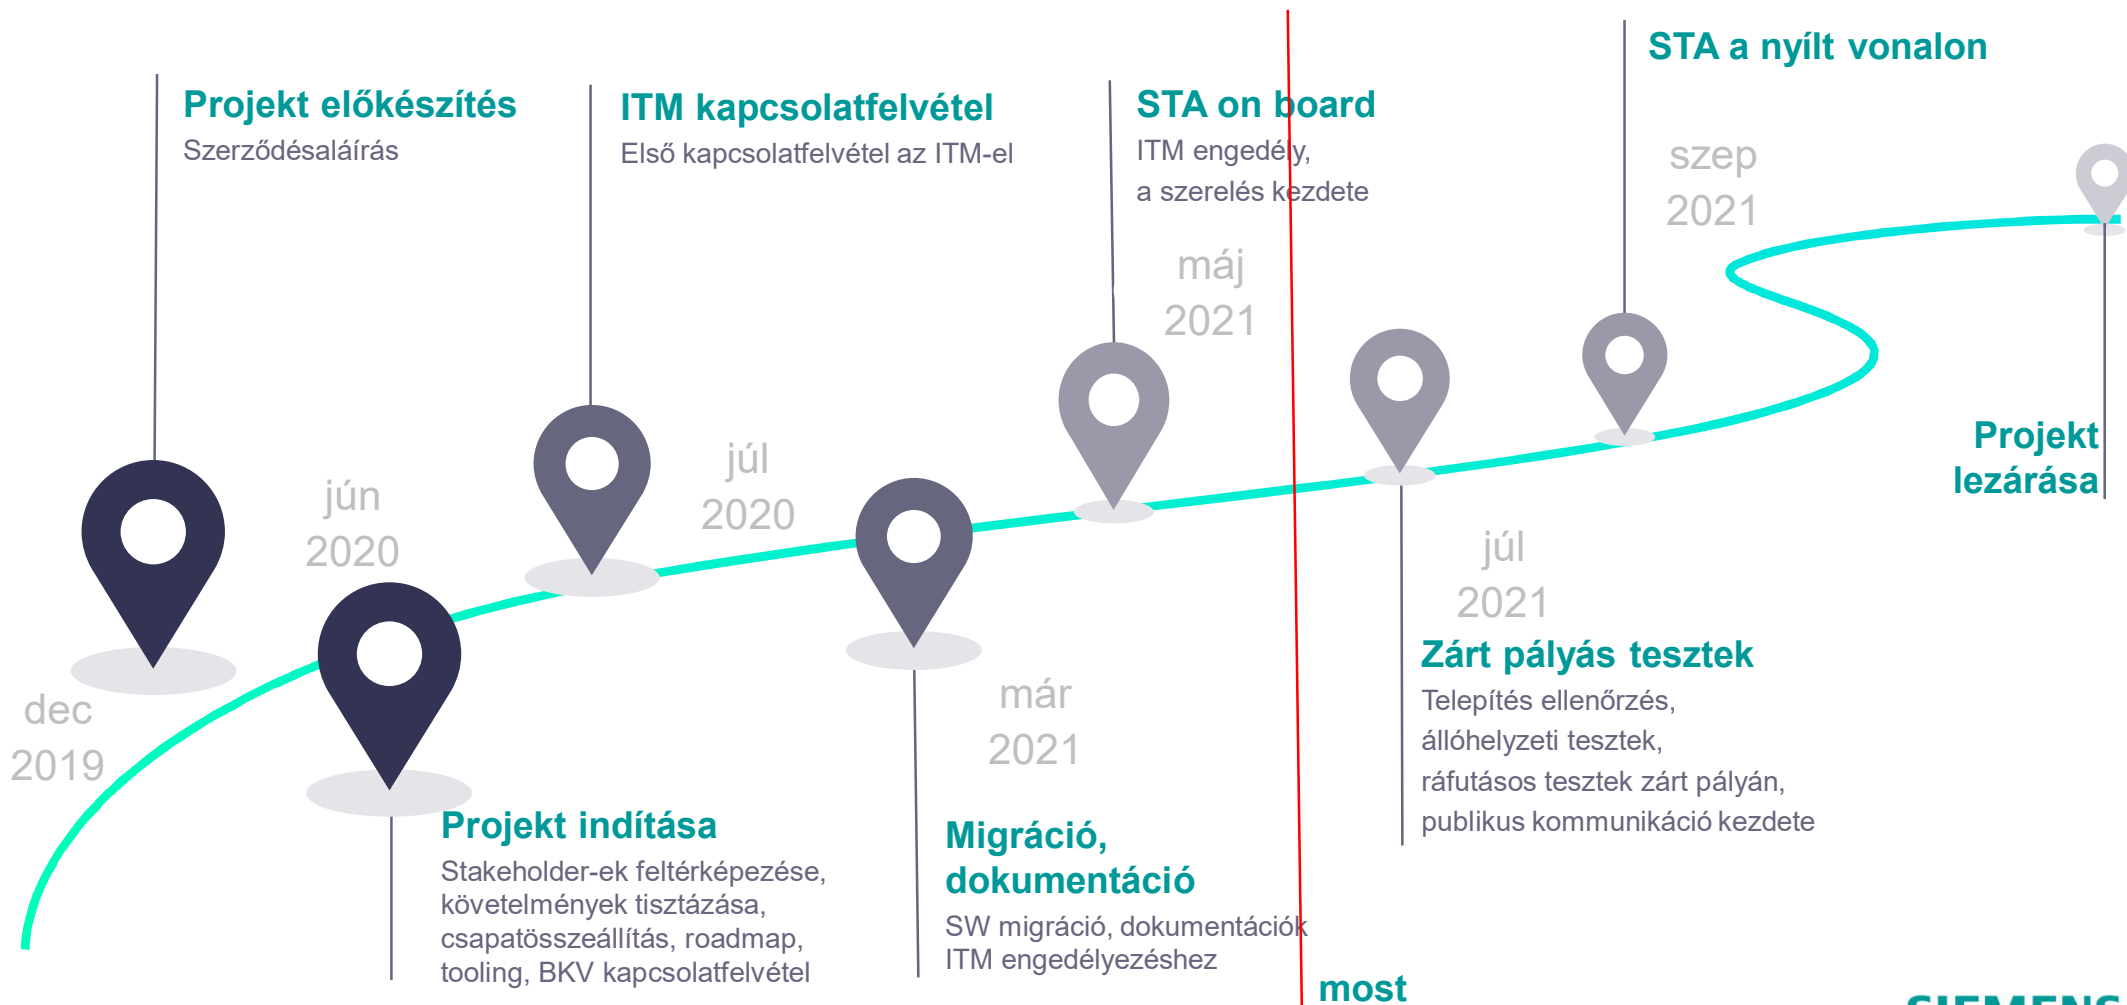 Projekt előkészítés
Szerződésaláírás
dec
2019
jún
2020
Projekt indítása
Stakeholder-ek feltérképezése,
követelmények tisztázása,
csapatösszeállítás, roadmap,
tooling, BKV kapcsolatfelvétel
ITM kapcsolatfelvétel
Első kapcsolatfelvétel az ITM-el
júl
2020
Migráció,
dokumentáció
SW migráció, dokumentációk
ITM engedélyezéshez
már
2021
STA on board
ITM engedély,
a szerelés kezdete
máj
2021
most
júl
2021
Zárt pályás tesztek
Telepítés ellenőrzés,
állóhelyzeti tesztek,
ráfutásos tesztek zárt pályán,
publikus kommunikáció kezdete
STA a nyílt vonalon
szep
2021
Projekt
lezárása
SIEMENS